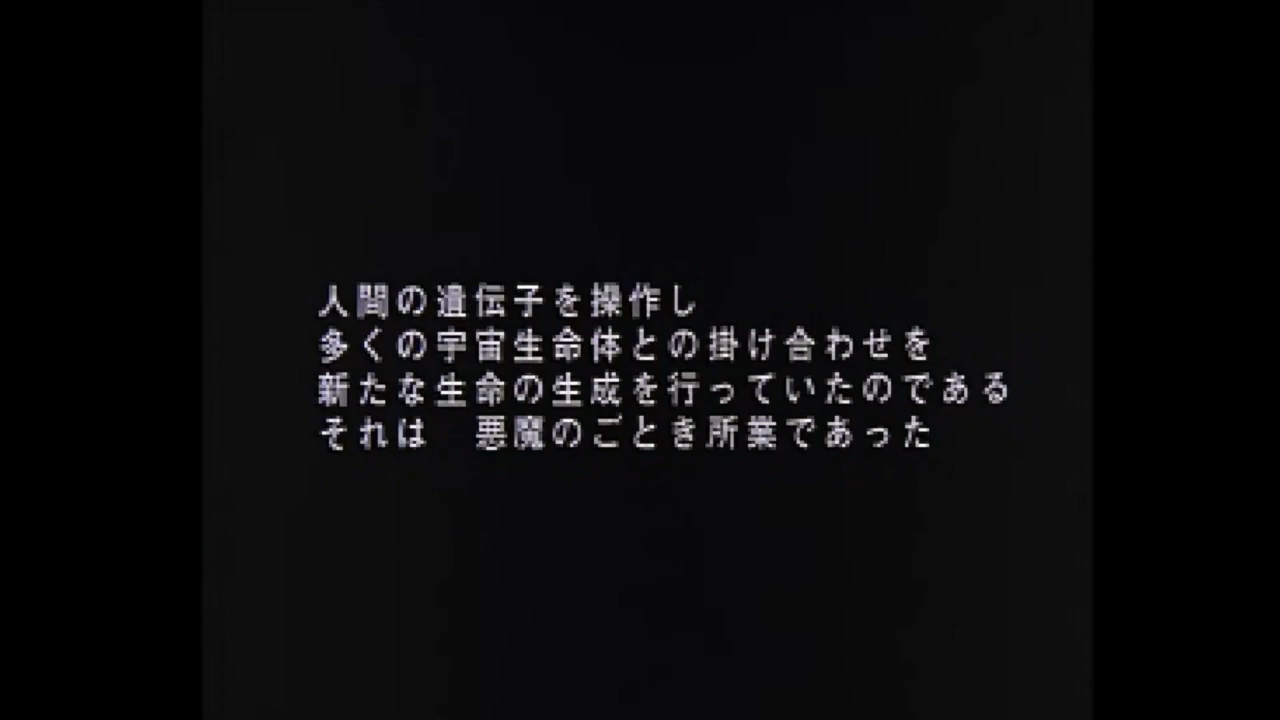 人間の遺伝子を操作し
多くの宇宙生命体との掛け合わせを
新たな生命の生成を行っていたのである
それは　悪魔のごとき所業であった